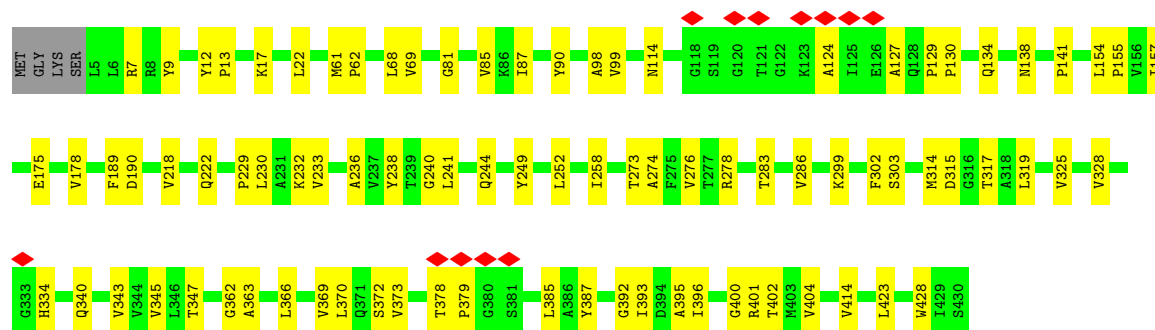 MET GLY LYS SER L5 L6 R7 R8 Y9 Y12 P13 K17 L22 M61 P62 L68 V69 G81 V85 K86 I87 Y90 A98 V99 N114 G118 S119 G120 T121 G122 K123 A124 I125 E126 A127 Q128 P129 P130 Q134 N138 P141 L154 P155 V156 I157
E175 V178 F189 D190 V218 Q222 P229 L230 A231 K232 V233 A236 V237 Y238 T239 G240 L241 Q244 Y249 L252 I258 T273 A274 F275 V276 T277 R278 T283 V286 K299 F302 S303 M314 D315 G316 T317 A318 L319 V325 V328
G333 H334 Q340 V343 V344 V345 L346 T347 G362 A363 L366 V369 L370 Q371 S372 V373 T378 P379 G380 S381 L385 A386 Y387 G392 I393 D394 A395 I396 G400 R401 T402 M403 V404 V414 L423 W428 I429 S430